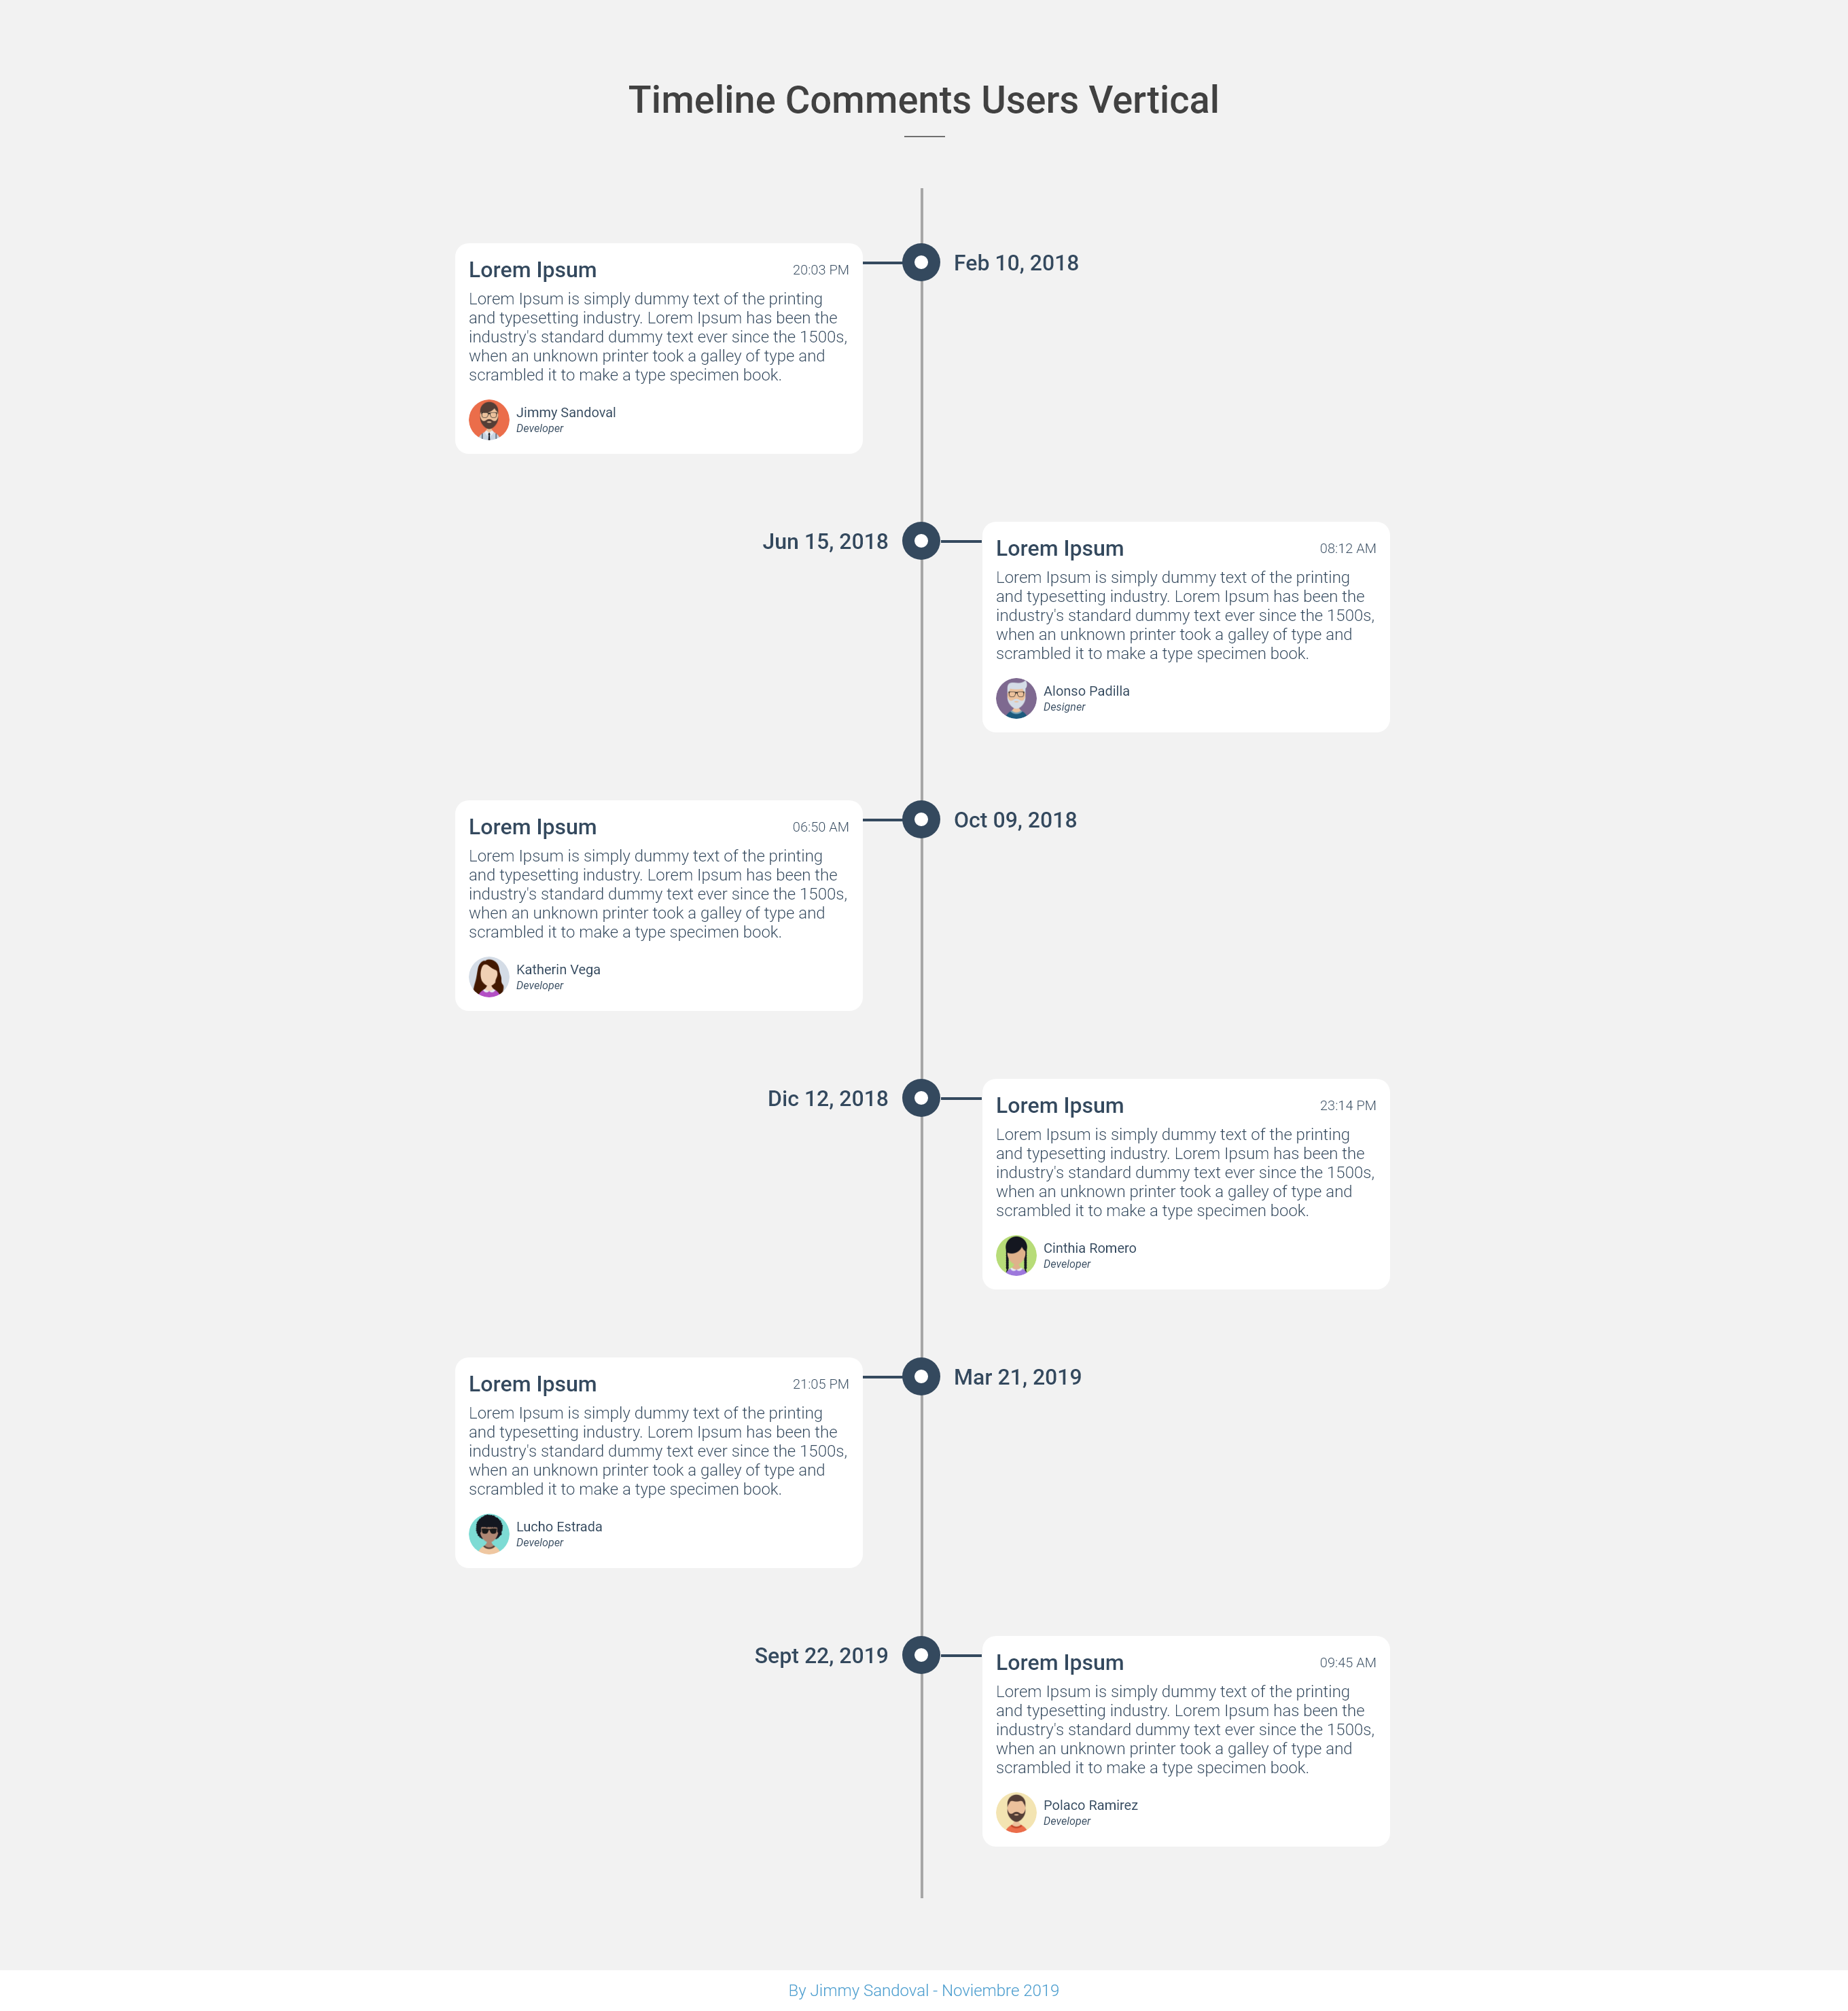 Timeline Comments Users Vertical
Lorem Ipsum 20:03 PM
Feb 10, 2018
Lorem Ipsum is simply dummy text of the printing
and typesetting industry. Lorem Ipsum has been the
industry's standard dummy text ever since the 1500s,
when an unknown printer took a galley of type and
scrambled it to make a type specimen book.
Jimmy Sandoval
Developer
Jun 15, 2018
Lorem Ipsum 08:12 AM
Lorem Ipsum is simply dummy text of the printing
and typesetting industry. Lorem Ipsum has been the
industry's standard dummy text ever since the 1500s,
when an unknown printer took a galley of type and
scrambled it to make a type specimen book.
Alonso Padilla
Designer
Lorem Ipsum 06:50 AM
Oct 09, 2018
Lorem Ipsum is simply dummy text of the printing
and typesetting industry. Lorem Ipsum has been the
industry's standard dummy text ever since the 1500s,
when an unknown printer took a galley of type and
scrambled it to make a type specimen book.
Katherin Vega
Developer
Dic 12, 2018
Lorem Ipsum 23:14 PM
Lorem Ipsum is simply dummy text of the printing
and typesetting industry. Lorem Ipsum has been the
industry's standard dummy text ever since the 1500s,
when an unknown printer took a galley of type and
scrambled it to make a type specimen book.
Cinthia Romero
Developer
Lorem Ipsum 21:05 PM
Mar 21, 2019
Lorem Ipsum is simply dummy text of the printing
and typesetting industry. Lorem Ipsum has been the
industry's standard dummy text ever since the 1500s,
when an unknown printer took a galley of type and
scrambled it to make a type specimen book.
Lucho Estrada
Developer
Sept 22, 2019
Lorem Ipsum 09:45 AM
Lorem Ipsum is simply dummy text of the printing
and typesetting industry. Lorem Ipsum has been the
industry's standard dummy text ever since the 1500s,
when an unknown printer took a galley of type and
scrambled it to make a type specimen book.
Polaco Ramirez
Developer
By Jimmy Sandoval - Noviembre 2019